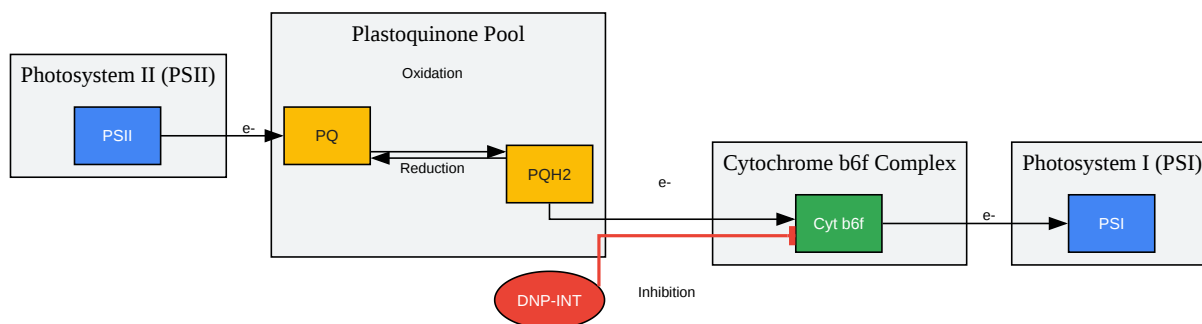 Photosystem II (PSII)
PSII
e-
Plastoquinone Pool
Oxidation
PQ
Reduction
PQH2
e-
Cytochrome b6f Complex
Cyt b6f
e-
Photosystem I (PSI)
PSI
DNP-INT
Inhibition